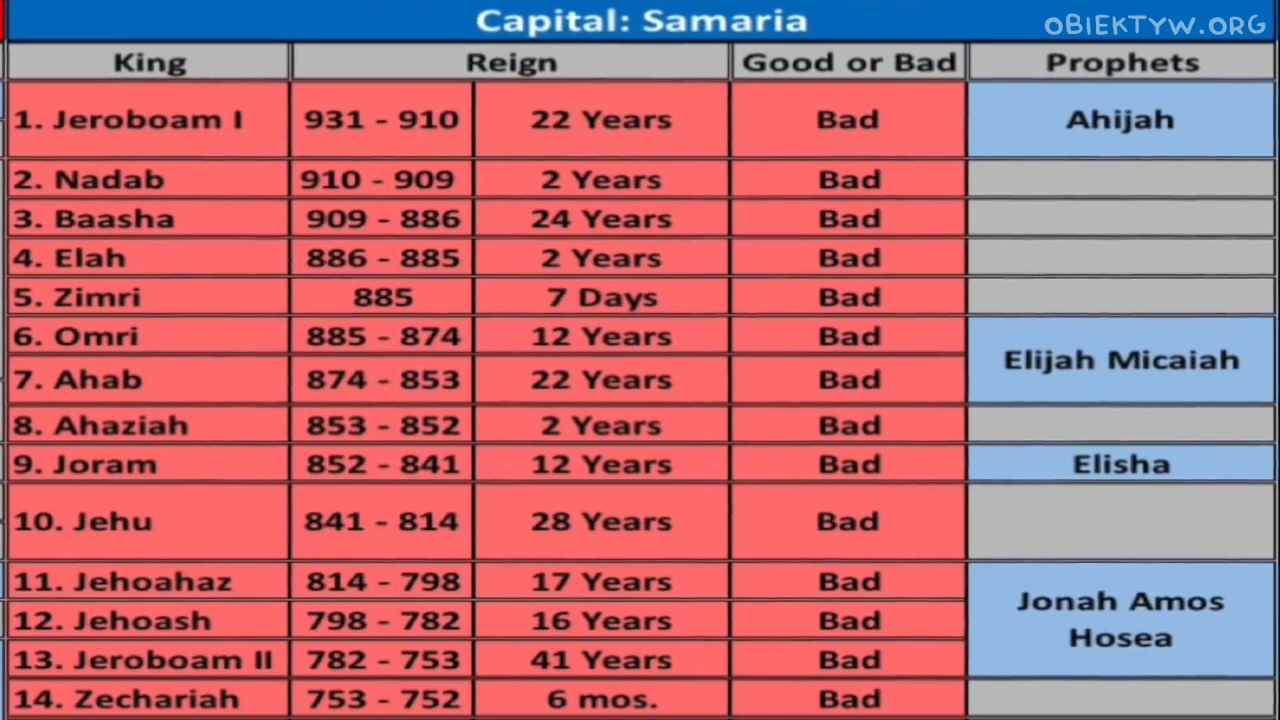 Capital: Samaria
OBIEKTYW.ORG
King Reign Good or Bad Prophets
1. Jeroboam I 931 - 910 22 Years Bad Ahijah
2. Nadab 910 - 909 2 Years Bad
3. Baasha 909 - 886 24 Years Bad
4. Elah 886 - 885 2 Years Bad
5. Zimri 885 7 Days Bad
6. Omri 885 - 874 12 Years Bad
Elijah Micaiah
7. Ahab 874 - 853 22 Years Bad
8. Ahaziah 853 - 852 2 Years Bad
9. Joram 852 - 841 12 Years Bad Elisha
10. Jehu 841 - 814 28 Years Bad
11. Jehoahaz 814 - 798 17 Years Bad
Jonah Amos
12. Jehoash 798 - 782 16 Years Bad
Hosea
13. Jeroboam II 782 - 753 41 Years Bad
14. Zechariah 753 - 752 6 mos. Bad